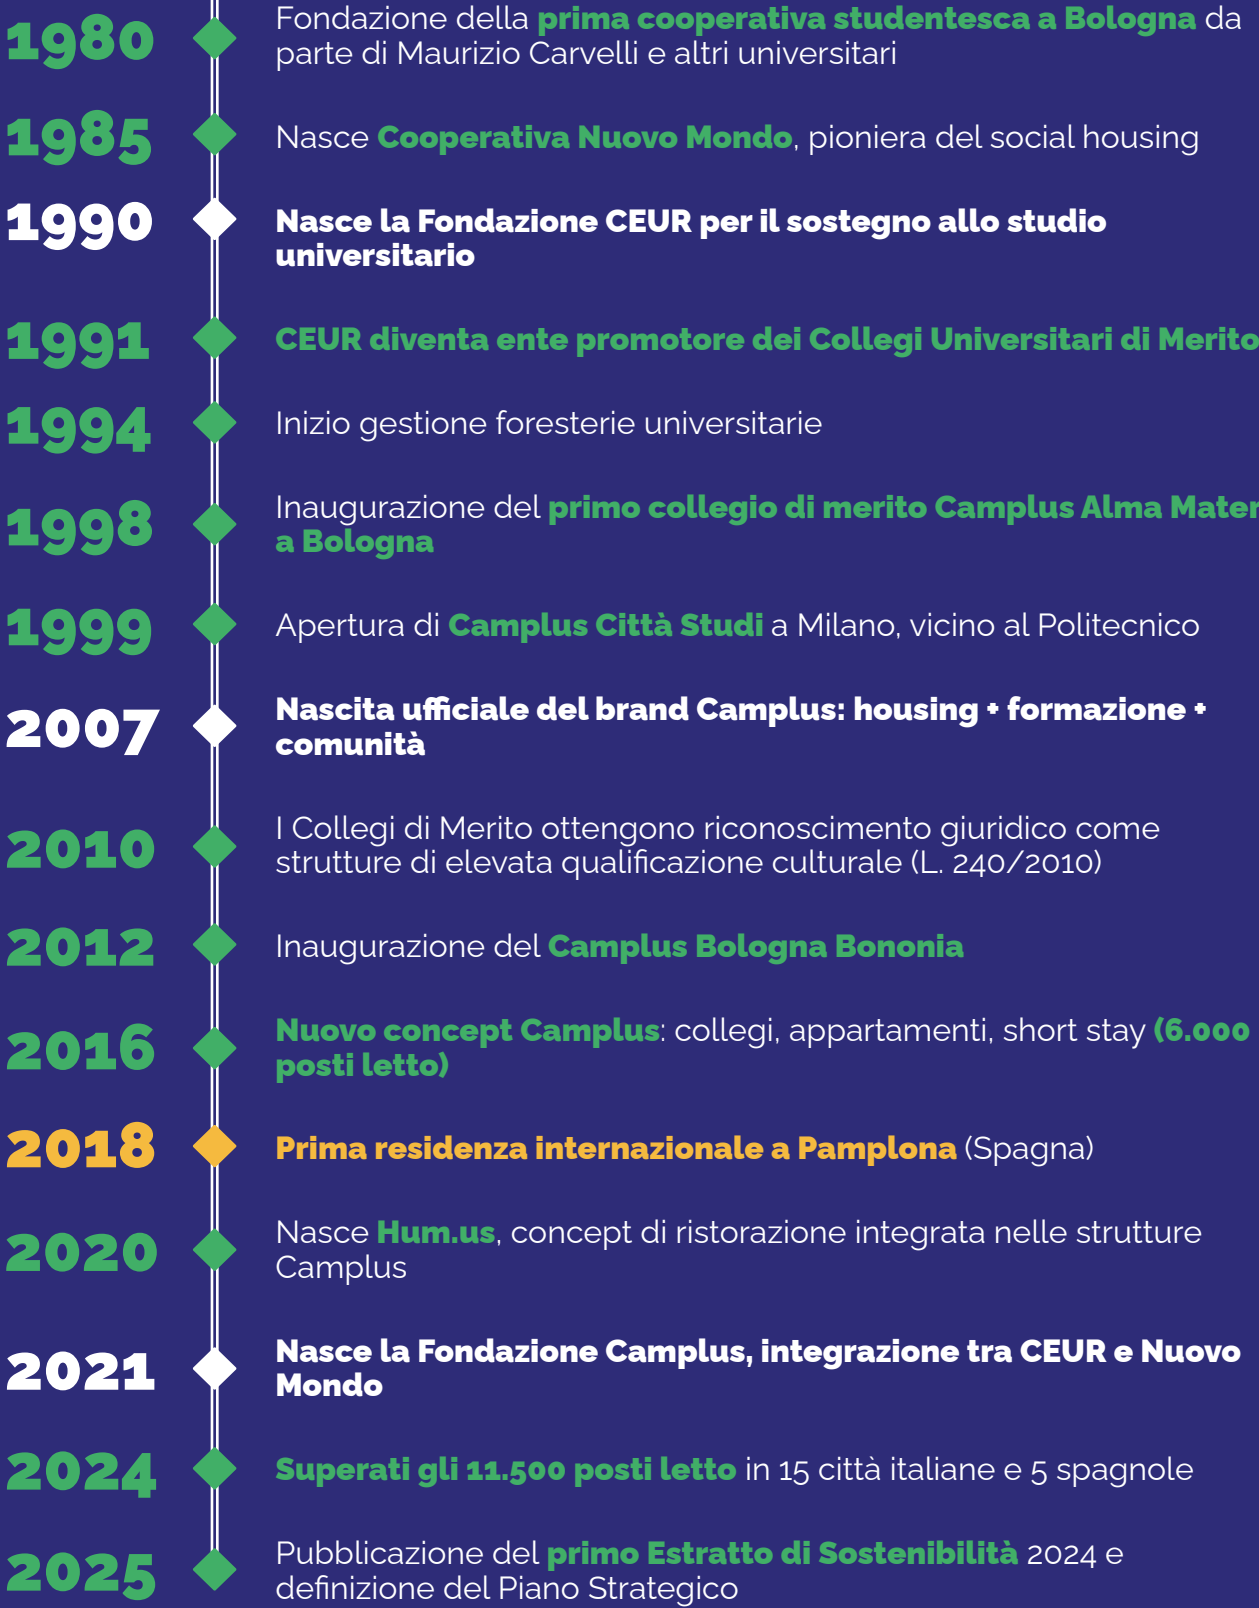 1980
Fondazione della prima cooperativa studentesca a Bologna da
parte di Maurizio Carvelli e altri universitari
1985
Nasce Cooperativa Nuovo Mondo, pioniera del social housing
1990
Nasce la Fondazione CEUR per il sostegno allo studio
universitario
1991
CEUR diventa ente promotore dei Collegi Universitari di Merito
1994
Inizio gestione foresterie universitarie
1998
Inaugurazione del primo collegio di merito Camplus Alma Mater
a Bologna
1999
Apertura di Camplus Città Studi a Milano, vicino al Politecnico
2007
Nascita ufficiale del brand Camplus: housing + formazione +
comunità
2010
I Collegi di Merito ottengono riconoscimento giuridico come
strutture di elevata qualificazione culturale (L. 240/2010)
2012
Inaugurazione del Camplus Bologna Bononia
2016
Nuovo concept Camplus: collegi, appartamenti, short stay (6.000
posti letto)
2018
Prima residenza internazionale a Pamplona (Spagna)
2020
Nasce Hum.us, concept di ristorazione integrata nelle strutture
Camplus
2021
Nasce la Fondazione Camplus, integrazione tra CEUR e Nuovo
Mondo
2024
Superati gli 11.500 posti letto in 15 città italiane e 5 spagnole
2025
Pubblicazione del primo Estratto di Sostenibilità 2024 e
definizione del Piano Strategico